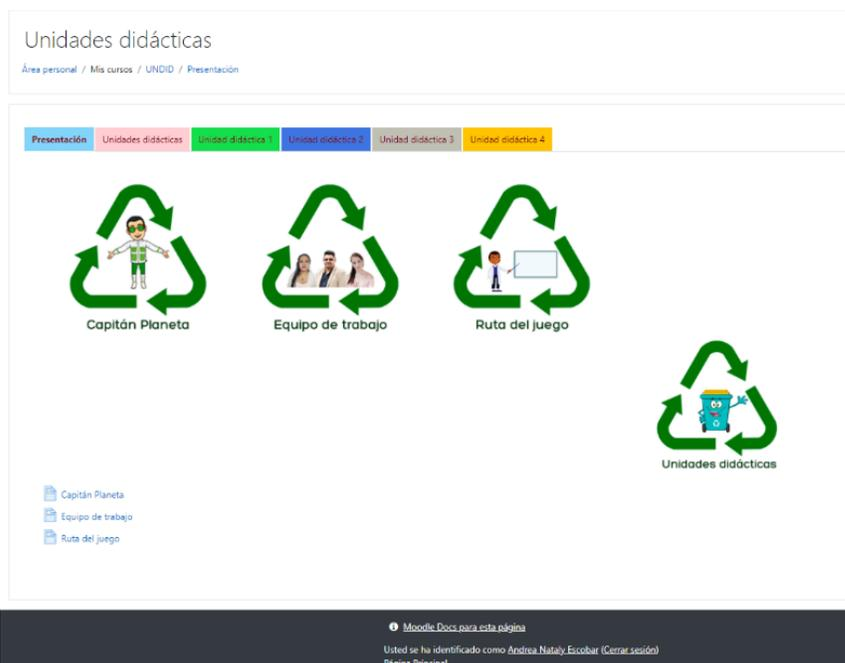 Unidades didácticas
Área personal / Mis cursos / UNDID / Presentación
Presentación Unidades didácticas Unidad didáctica 1 Unidad didáctica 2 Unidad didáctica 3 Unidad didáctica 4
Capitán Planeta Equipo de trabajo Ruta del juego
Unidades didácticas
Capitán Planeta
Equipo de trabajo
Ruta del juego
Moodle Docs para esta página
Usted se ha identificado como Andrea Nataly Escobar (Cerrar sesión)
Página Principal